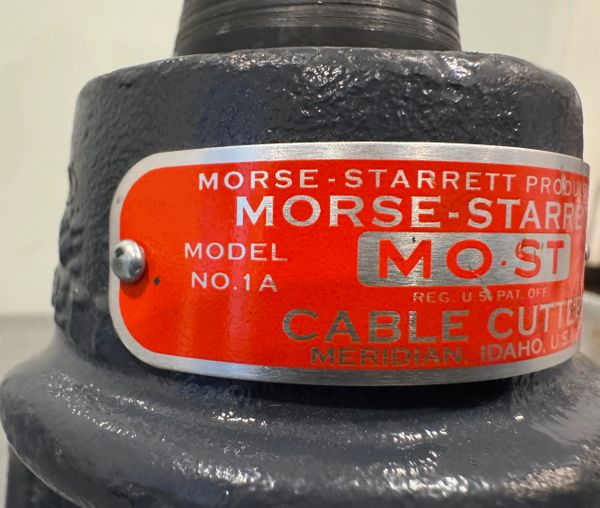 MORSE-STARRETT PRODU
MORSE-STARRE
MODEL
NO.1A
MO·ST
REG. U.S. PAT. OFF
CABLE CUTTE
MERIDIAN, IDAHO, U.S.